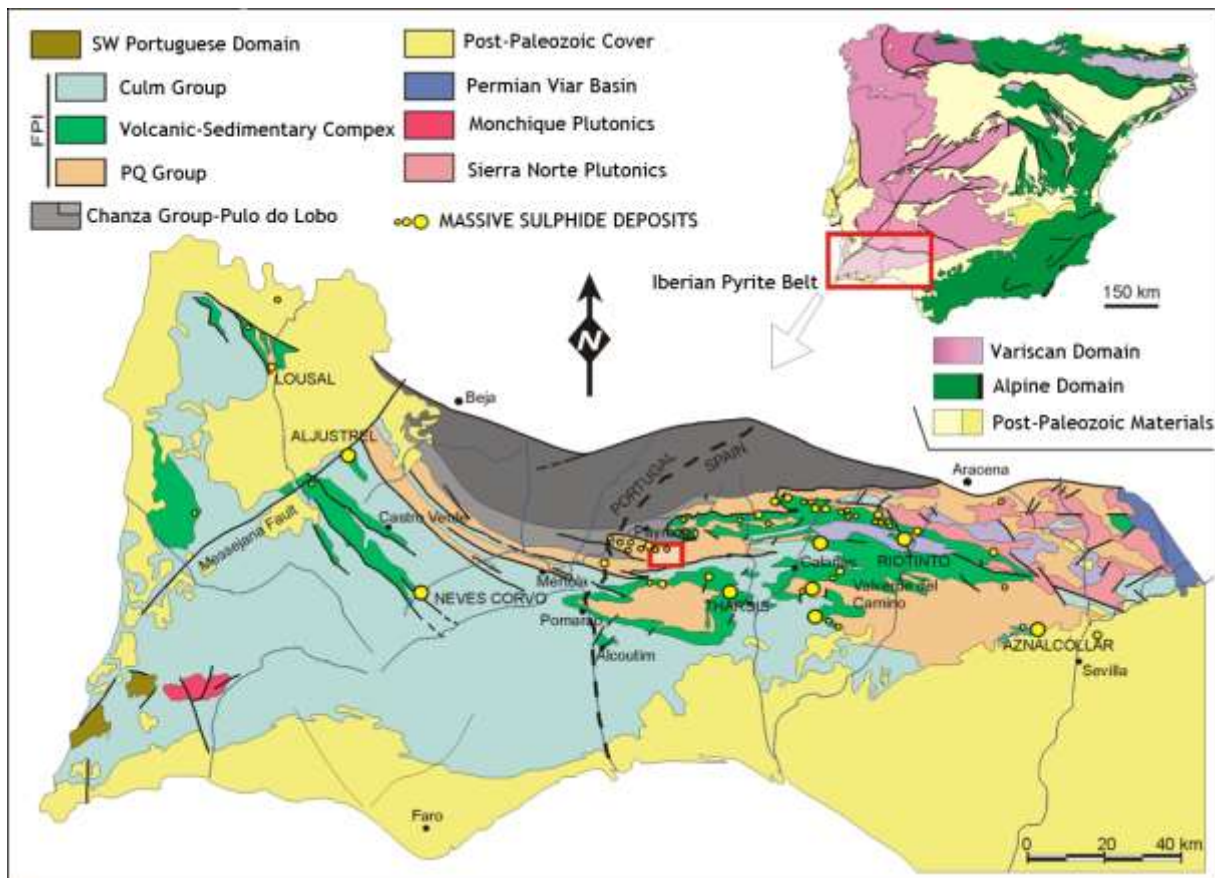 SW Portuguese Domain
Culm Group
FPI
Volcanic-Sedimentary Compex
PQ Group
Chanza Group-Pulo do Lobo
Post-Paleozoic Cover
Permian Viar Basin
Monchique Plutonics
Sierra Norte Plutonics
MASSIVE SULPHIDE DEPOSITS
N
Iberian Pyrite Belt
150 km
Variscan Domain
Alpine Domain
Post-Paleozoic Materials
LOUSAL
Beja
ALJUSTREL
PORTUGAL
SPAIN
Aracena
Messejana Fault
Castro Verde
RIOTINTO
Calañas
Mértola
NEVES CORVO
THARSIS
Valverde del
Camino
Pomarão
Alcoutim
AZNALCOLLAR
Sevilla
Faro
0 20 40 km